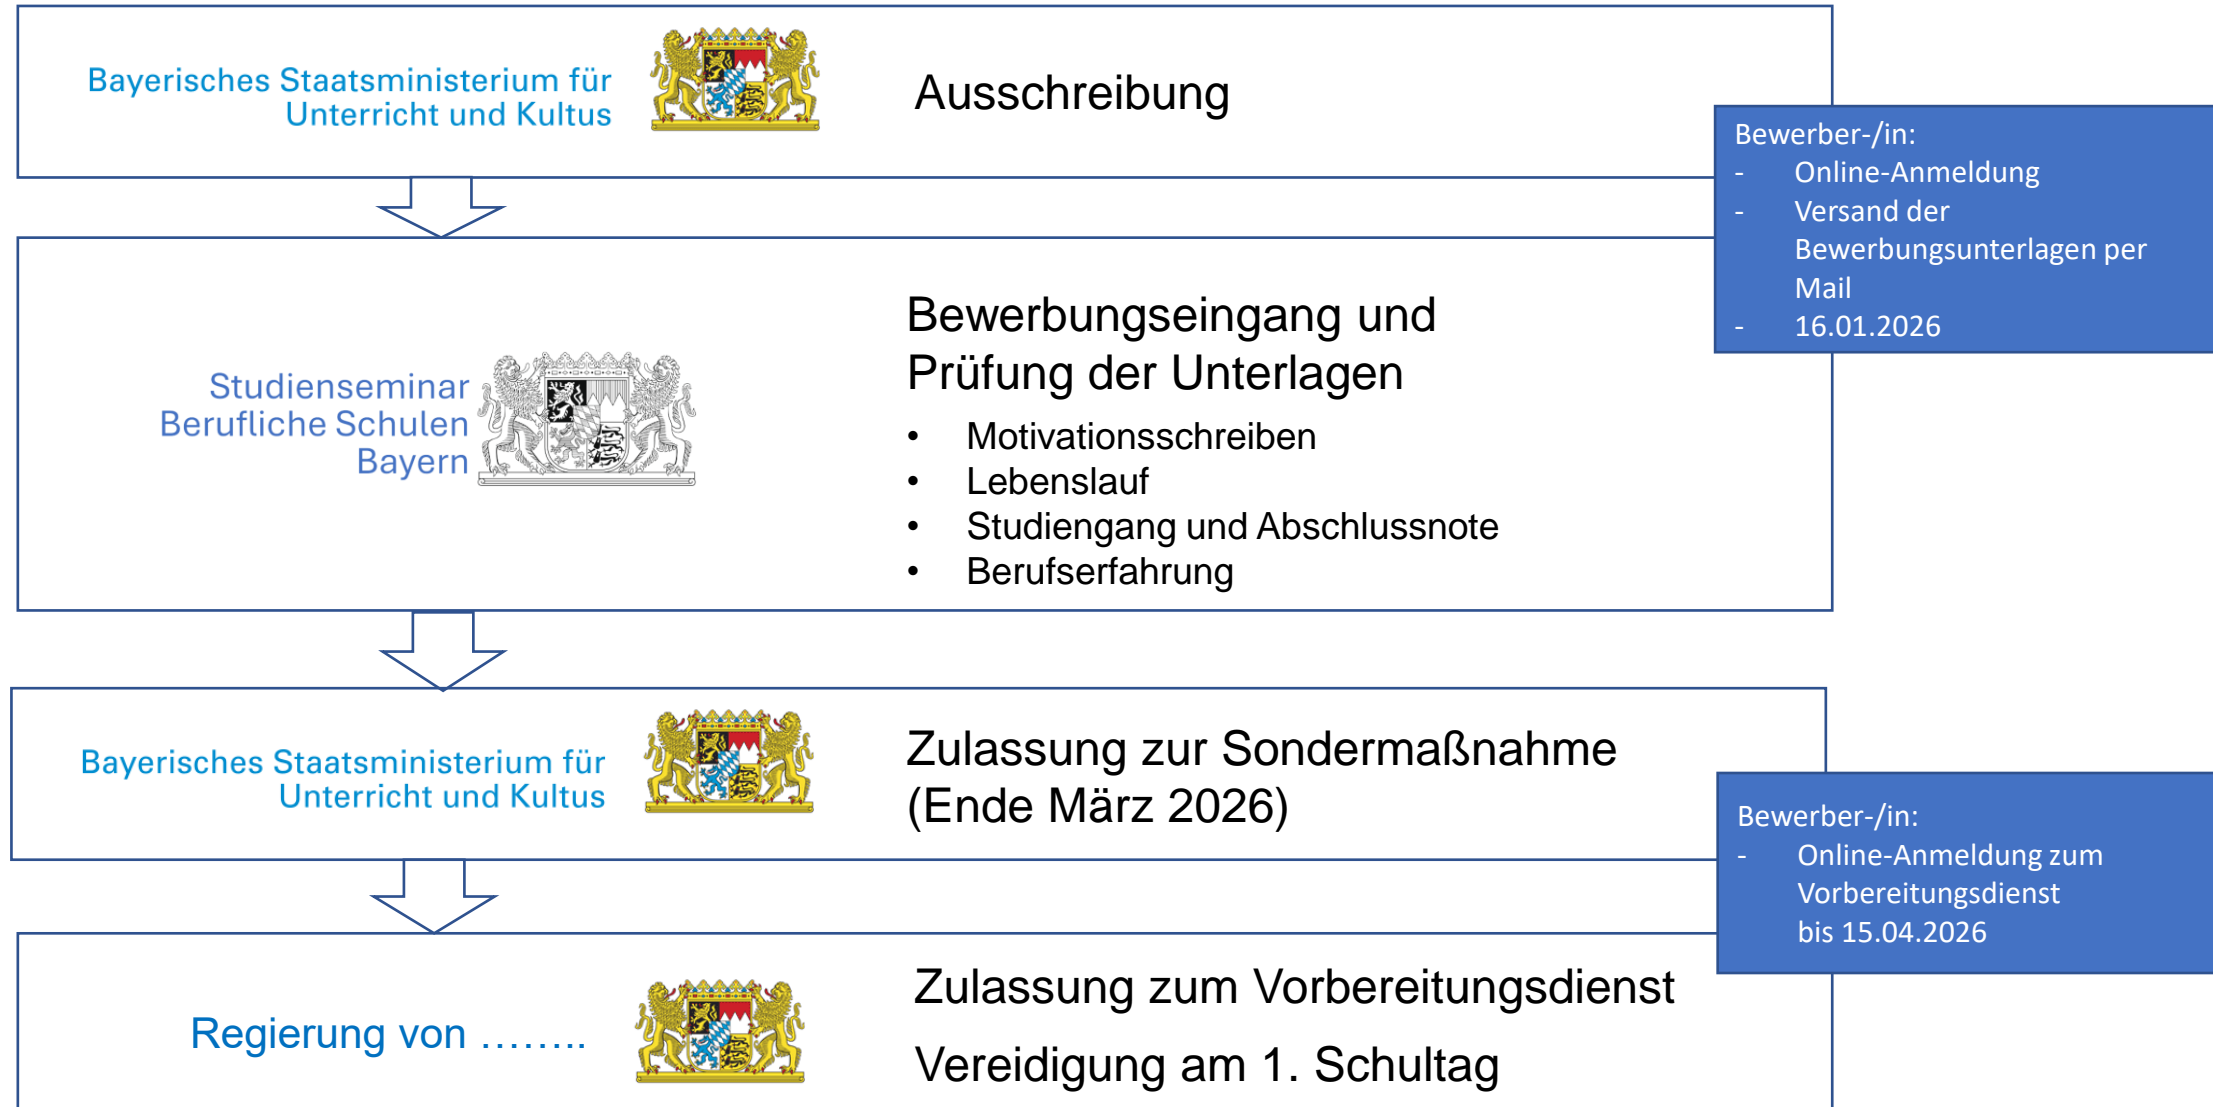 Bayerisches Staatsministerium für
Unterricht und Kultus
Ausschreibung
Bewerber-/in:
- Online-Anmeldung
- Versand der
Bewerbungsunterlagen per
Mail
- 16.01.2026
Studienseminar
Berufliche Schulen
Bayern
Bewerbungseingang und
Prüfung der Unterlagen
• Motivationsschreiben
• Lebenslauf
• Studiengang und Abschlussnote
• Berufserfahrung
Bayerisches Staatsministerium für
Unterricht und Kultus
Zulassung zur Sondermaßnahme
(Ende März 2026)
Bewerber-/in:
- Online-Anmeldung zum
Vorbereitungsdienst
bis 15.04.2026
Regierung von ……..
Zulassung zum Vorbereitungsdienst
Vereidigung am 1. Schultag